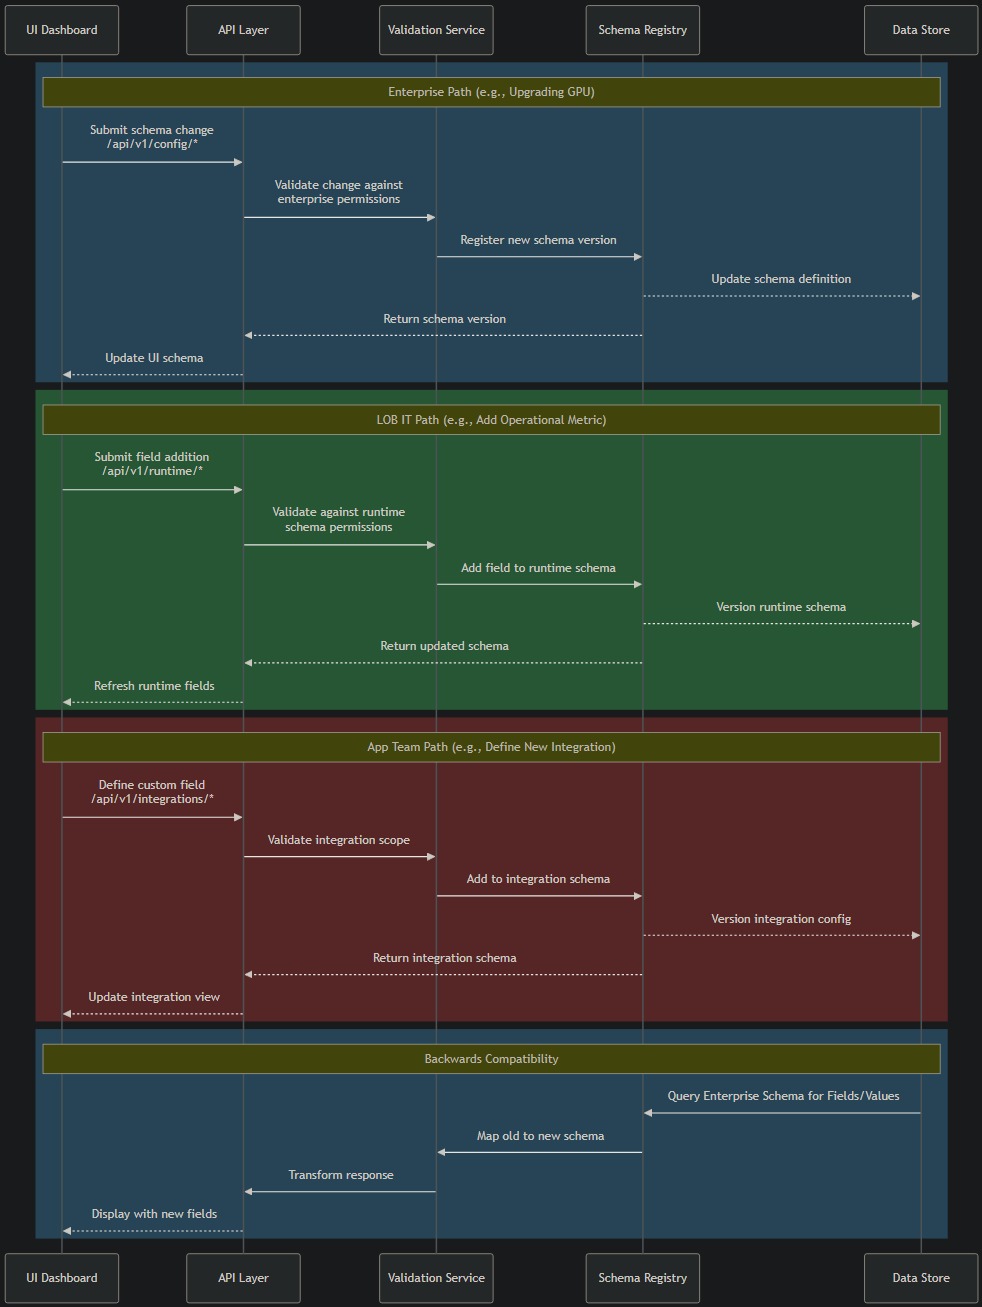 UI Dashboard
API Layer
Validation Service
Schema Registry
Data Store
Enterprise Path (e.g., Upgrading GPU)
Submit schema change
/api/v1/config/*
Validate change against
enterprise permissions
Register new schema version
Update schema definition
Return schema version
Update UI schema
LOB IT Path (e.g., Add Operational Metric)
Submit field addition
/api/v1/runtime/*
Validate against runtime
schema permissions
Add field to runtime schema
Version runtime schema
Return updated schema
Refresh runtime fields
App Team Path (e.g., Define New Integration)
Define custom field
/api/v1/integrations/*
Validate integration scope
Add to integration schema
Version integration config
Return integration schema
Update integration view
Backwards Compatibility
Query Enterprise Schema for Fields/Values
Map old to new schema
Transform response
Display with new fields
UI Dashboard
API Layer
Validation Service
Schema Registry
Data Store